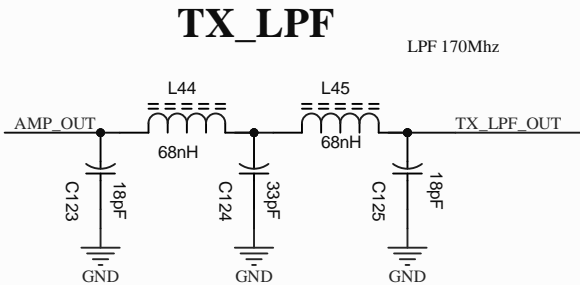 TX_LPF
LPF 170Mhz
L44
L45
AMP_OUT
TX_LPF_OUT
68nH
68nH
C123
18pF
C124
33pF
C125
18pF
GND
GND
GND